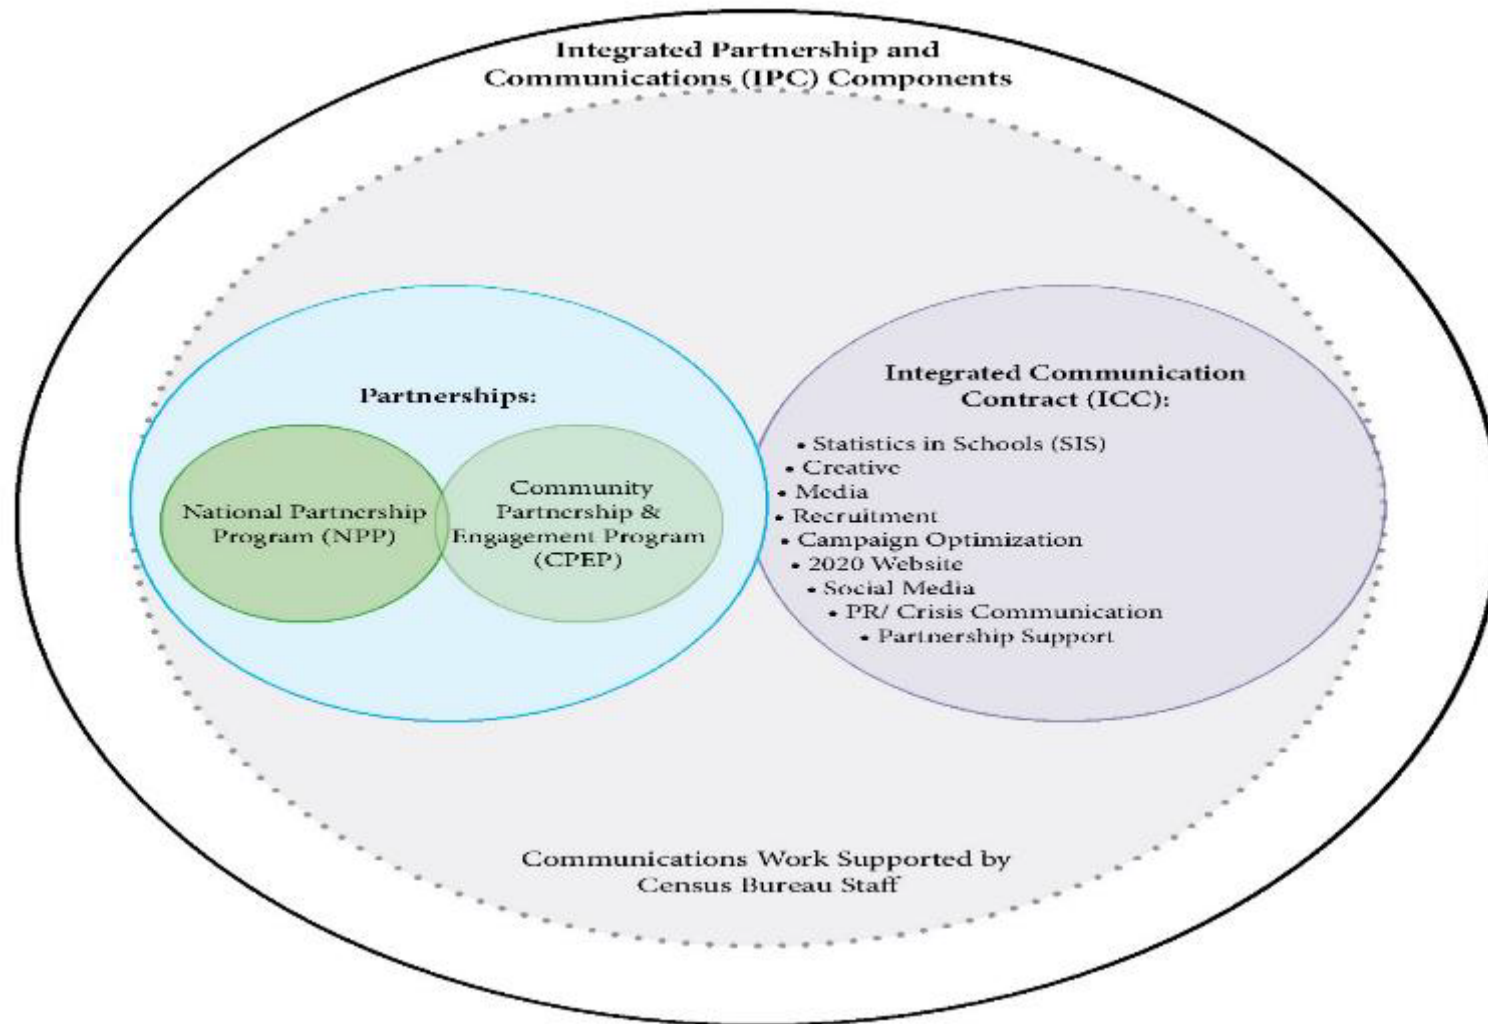 Integrated Partnership and
Communications (IPC) Components
Partnerships:
National Partnership
Program (NPP)
Community
Partnership &
Engagement Program
(CPEP)
Integrated Communication
Contract (ICC):
• Statistics in Schools (SIS)
• Creative
• Media
• Recruitment
• Campaign Optimization
• 2020 Website
• Social Media
• PR/ Crisis Communication
• Partnership Support
Communications Work Supported by
Census Bureau Staff